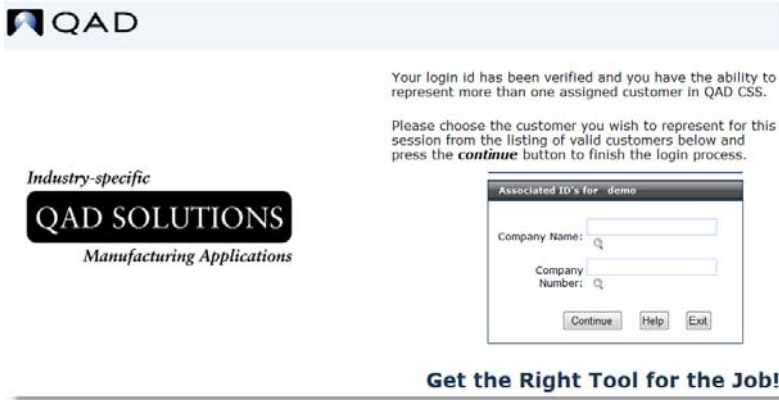 QAD
Your login id has been verified and you have the ability to
represent more than one assigned customer in QAD CSS.
Please choose the customer you wish to represent for this
session from the listing of valid customers below and
press the continue button to finish the login process.
Industry-specific
QAD SOLUTIONS
Manufacturing Applications
Associated ID's for demo
Company Name:
Company
Number:
Continue Help Exit
Get the Right Tool for the Job!